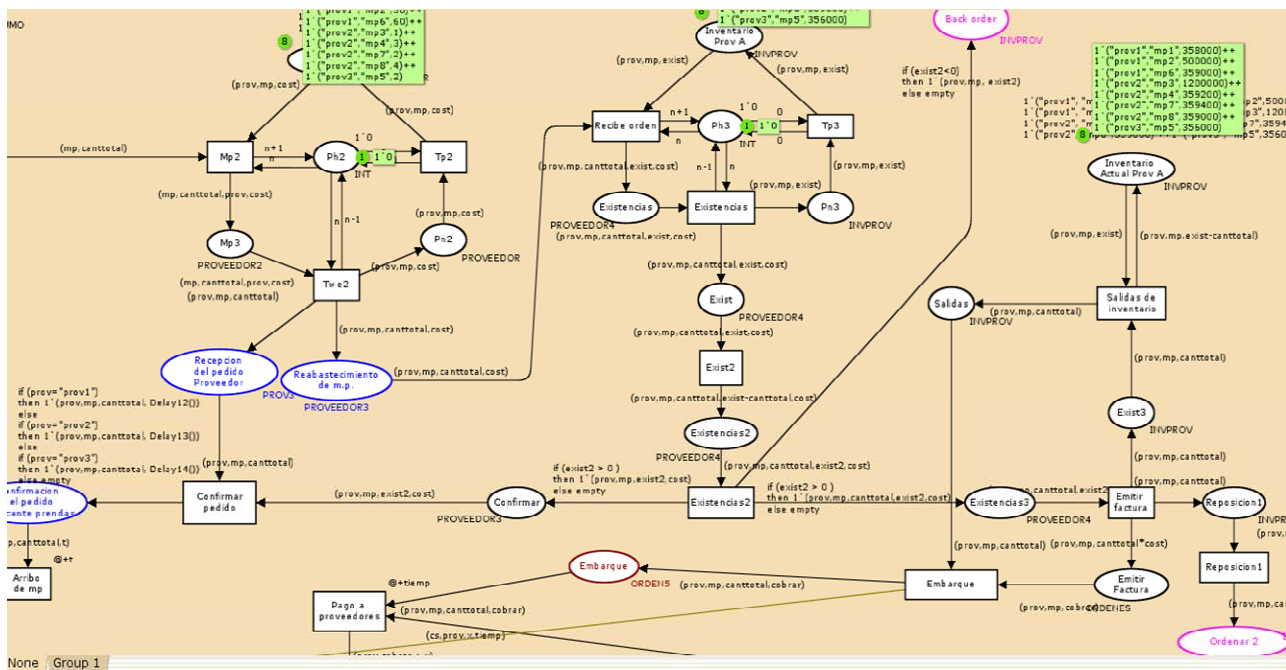 UMO
1`("prov1","mp6",60)++
1`("prov2","mp3",1)++
1`("prov2","mp4",3)++
1`("prov2","mp7",2)++
1`("prov2","mp8",4)++
1`("prov3","mp5",2)
8
(prov,mp,cost)
(prov,mp,cost)
(mp,canttotal)
Mp2
n+1
n
Ph2
INT
1`0
1
1`0
Tp2
(mp,canttotal,prov,cost)
Mp3
PROVEEDOR2
n
n-1
(prov,mp,cost)
Pn2
PROVEEDOR
(prov,mp,cost)
(mp,canttotal,prov,cost)
(prov,mp,canttotal)
(prov,mp,canttotal,cost)
Recepcion
del pedido
Proveedor
PROV3
Reabastecimiento
de m.p.
PROVEEDOR3
(prov,mp,canttotal,cost)
if (prov="prov1")
then 1`(prov,mp,canttotal, Delay12())
else
if (prov="prov2")
then 1`(prov,mp,canttotal, Delay13())
else
if (prov="prov3")
then 1`(prov,mp,canttotal, Delay14())
else empty
(prov,mp,canttotal)
Confirmar
pedido
@+t
Arribo
de mp
8
1`("prov3","mp5",356000)
Inventario
Prov A
INVPROV
(prov,mp,exist)
(prov,mp,exist)
Recibe orden
n+1
n
Ph3
INT
1`0
1
1`0
0
0
Tp3
(prov,mp,canttotal,exist,cost)
n-1
n
(prov,mp,exist)
(prov,mp,exist)
Existencias
PROVEEDOR4
Existencias
Pn3
INVPROV
(prov,mp,canttotal,exist,cost)
(prov,mp,canttotal,exist,cost)
Exist
PROVEEDOR4
(prov,mp,canttotal,exist,cost)
Exist2
(prov,mp,canttotal,exist-canttotal,cost)
Existencias2
PROVEEDOR4
(prov,mp,canttotal,exist2,cost)
if (exist2 > 0 )
then 1`(prov,mp,exist2,cost)
else empty
(prov,mp,exist2,cost)
Confirmar
PROVEEDOR3
Existencias2
if (exist2 > 0 )
then 1`(prov,mp,canttotal,exist2,cost)
else empty
Existencias3
PROVEEDOR4
Back order
INVPROV
if (exist2<0)
then 1`(prov,mp, exist2)
else empty
1`("prov1","mp1",358000)++
1`("prov1","mp2",500000)++
1`("prov1","mp6",359000)++
1`("prov2","mp3",1200000)++
1`("prov2","mp4",359200)++
1`("prov2","mp7",359400)++
1`("prov2","mp8",359000)++
1`("prov3","mp5",356000)
8
Inventario
Actual Prov A
INVPROV
(prov,mp,exist)
(prov,mp,exist-canttotal)
Salidas
INVPROV
(prov,mp,canttotal)
Salidas de
inventario
(prov,mp,canttotal)
Exist3
INVPROV
(prov,mp,canttotal)
(prov,mp,canttotal)
Emitir
factura
Reposicion1
(prov,mp,canttotal*cost)
(prov,mp,canttotal)
Reposicion1
Embarque
ORDENS
(prov,mp,canttotal,cobrar)
Embarque
Emitir
Factura
ORDENES
Ordenar 2
@+tiemp
Pago a
proveedores
(prov,mp,canttotal,cobrar)
(cs,prov,x,tiemp)
None
Group 1